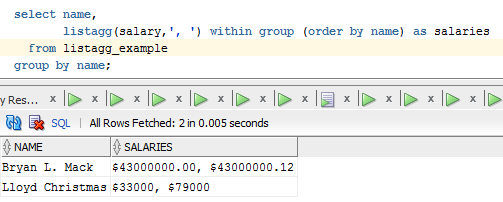 select name,
listagg(salary,', ') within group (order by name) as salaries
from listagg_example
group by name;
y Res... x x x x x x x x x x x
SQL | All Rows Fetched: 2 in 0.005 seconds
NAME SALARIES
Bryan L. Mack $43000000.00, $43000000.12
Lloyd Christmas $33000, $79000